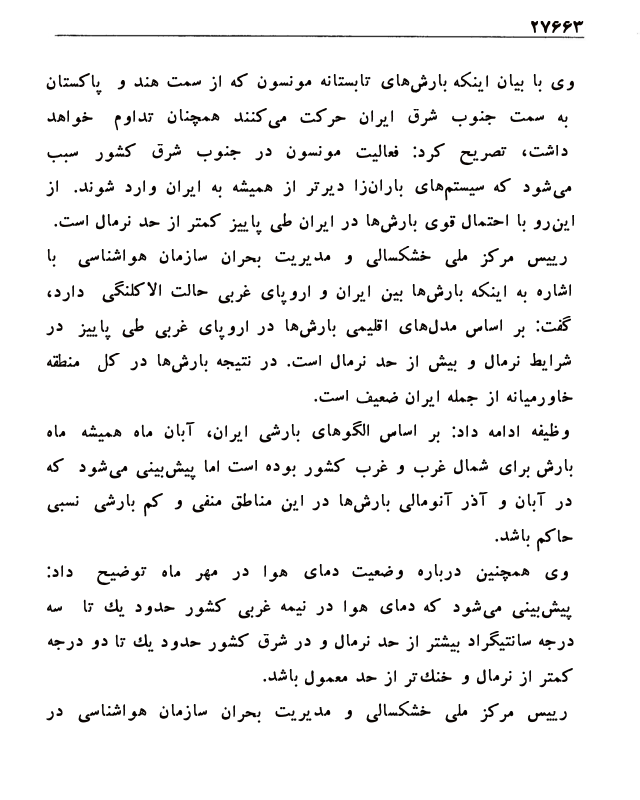 ۲۷۶۶۳
وی با بیان اینکه بارش‌های تابستانه مونسون که از سمت هند و پاکستان
به سمت جنوب شرق ایران حرکت می‌کنند همچنان تداوم خواهد
داشت، تصریح کرد: فعالیت مونسون در جنوب شرق کشور سبب
می‌شود که سیستم‌های باران‌زا دیرتر از همیشه به ایران وارد شوند. از
این‌رو با احتمال قوی بارش‌ها در ایران طی پاییز کمتر از حد نرمال است.
رییس مرکز ملی خشکسالی و مدیریت بحران سازمان هواشناسی با
اشاره به اینکه بارش‌ها بین ایران و اروپای غربی حالت الاکلنگی دارد،
گفت: بر اساس مدل‌های اقلیمی بارش‌ها در اروپای غربی طی پاییز در
شرایط نرمال و بیش از حد نرمال است. در نتیجه بارش‌ها در کل منطقه
خاورمیانه از جمله ایران ضعیف است.
وظیفه ادامه داد: بر اساس الگوهای بارشی ایران، آبان ماه همیشه ماه
بارش برای شمال غرب و غرب کشور بوده است اما پیش‌بینی می‌شود که
در آبان و آذر آنومالی بارش‌ها در این مناطق منفی و کم بارشی نسبی
حاکم باشد.
وی همچنین درباره وضعیت دمای هوا در مهر ماه توضیح داد:
پیش‌بینی می‌شود که دمای هوا در نیمه غربی کشور حدود یك تا سه
درجه سانتیگراد بیشتر از حد نرمال و در شرق کشور حدود یك تا دو درجه
کمتر از نرمال و خنك‌تر از حد معمول باشد.
رییس مرکز ملی خشکسالی و مدیریت بحران سازمان هواشناسی در